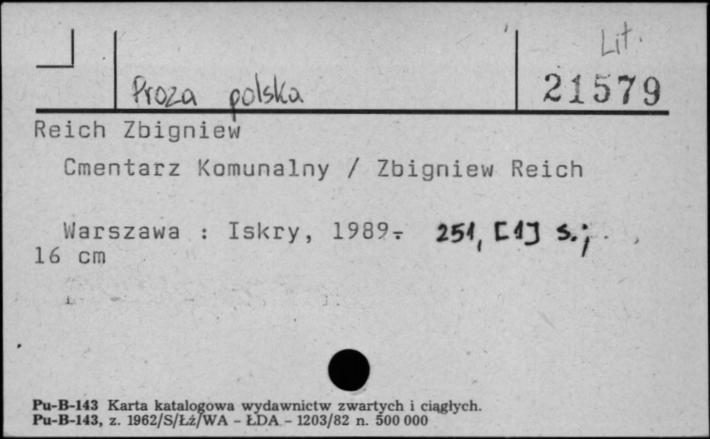 Lit.
Proza polska 21579
Reich Zbigniew
Cmentarz Komunalny / Zbigniew Reich
Warszawa : Iskry, 1989.- 251, [1] s.;
16 cm
Pu-B-143 Karta katalogowa wydawnictw zwartych i ciągłych.
Pu-B-143, z. 1962/S/Łż/WA - ŁDA - 1203/82 n. 500 000